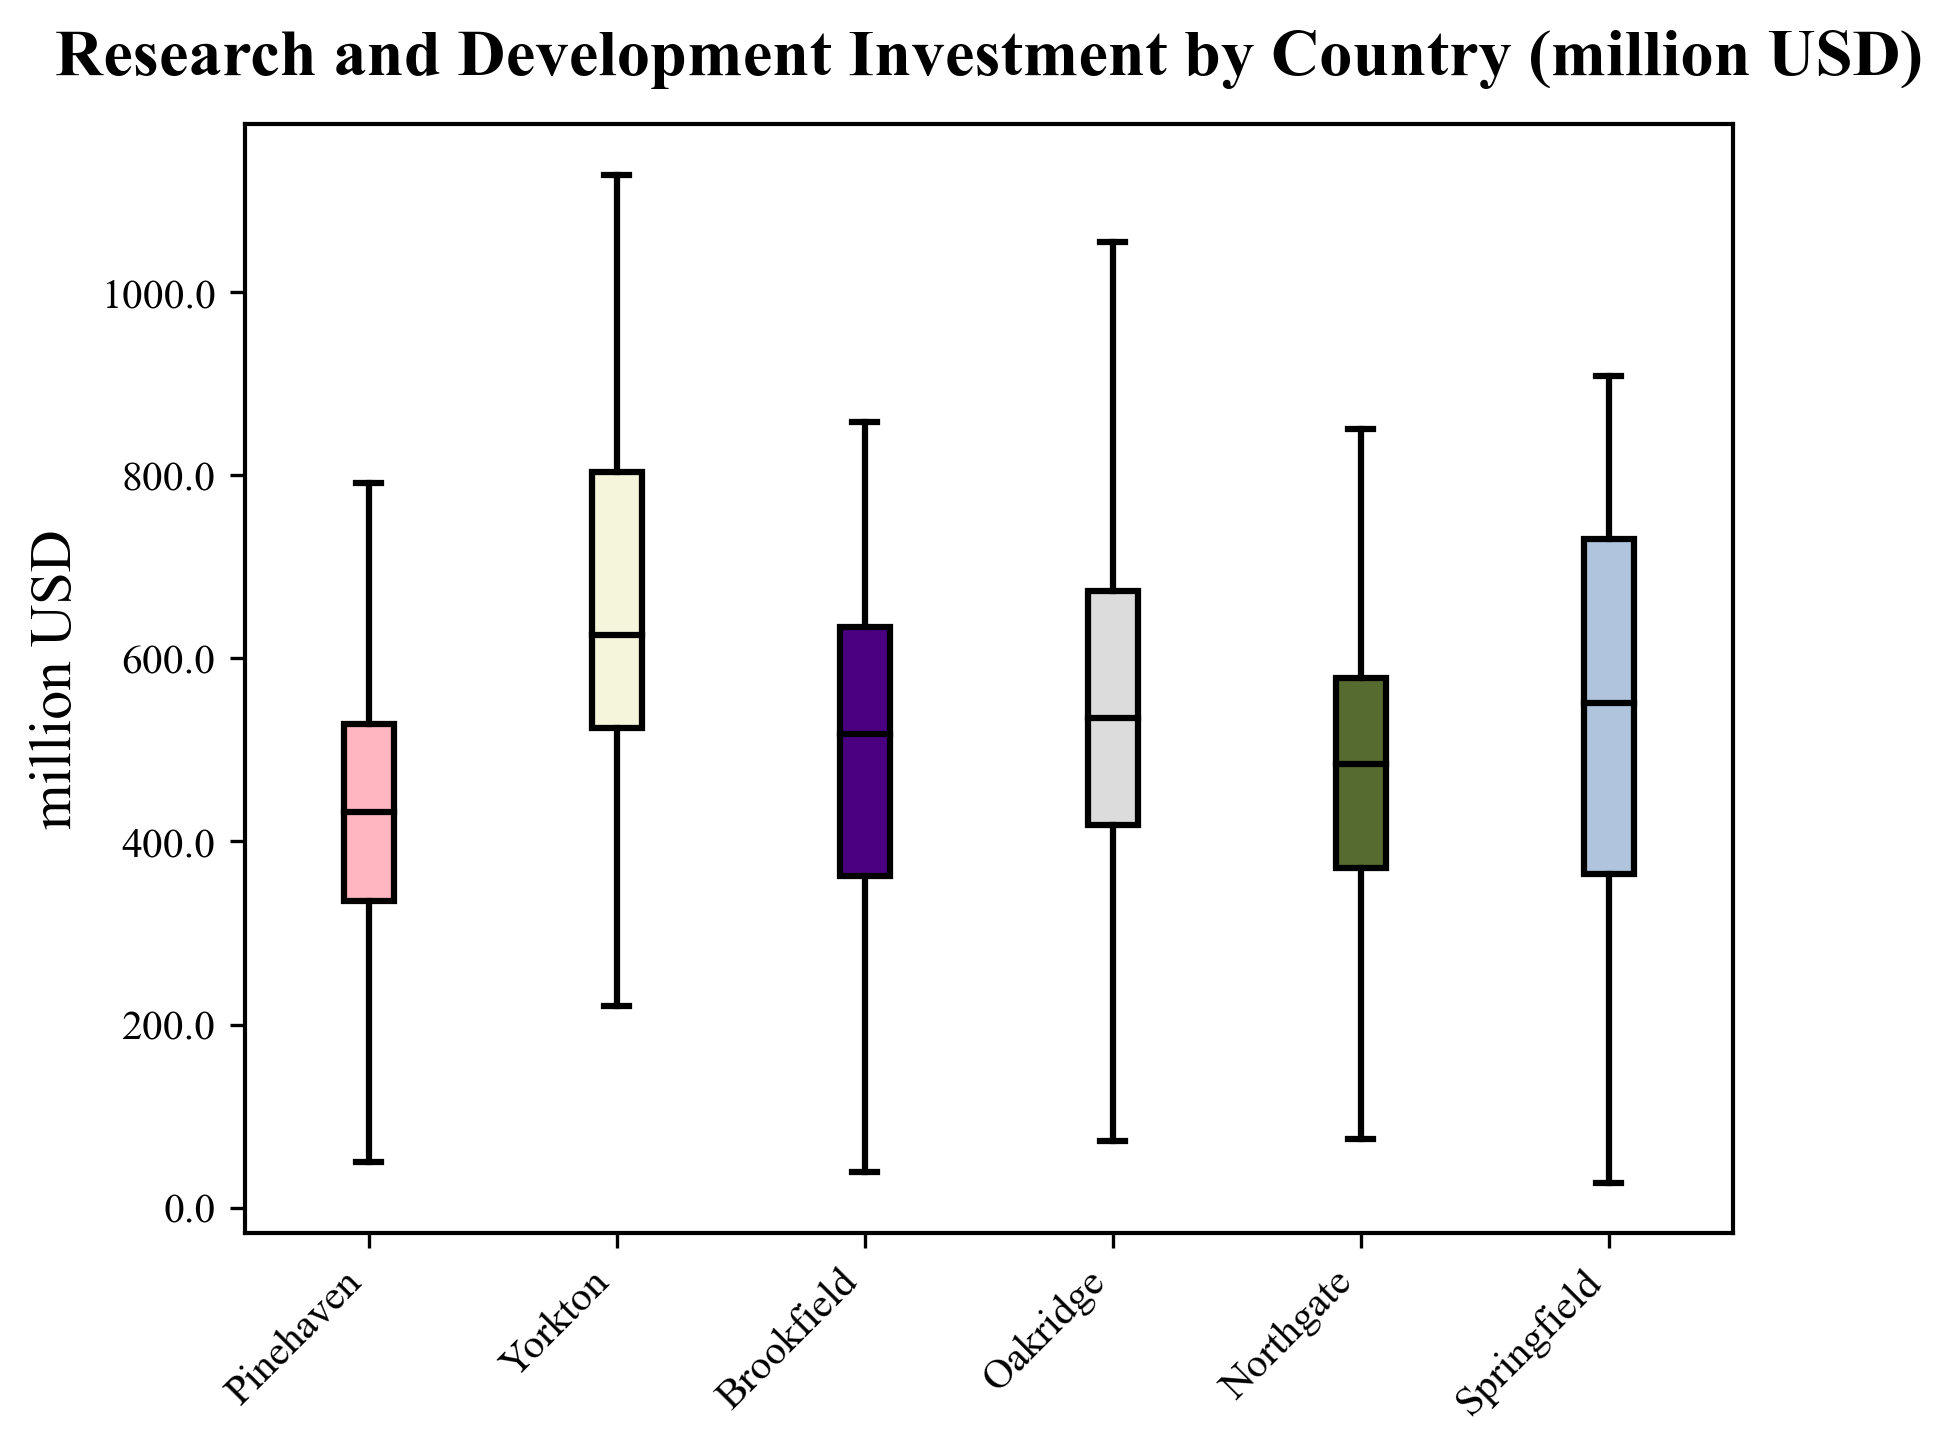 Research and Development Investment by Country (million USD)
million USD
1000.0
800.0
600.0
400.0
200.0
0.0
Pinehaven
Yorkton
Brookfield
Oakridge
Northgate
Springfield